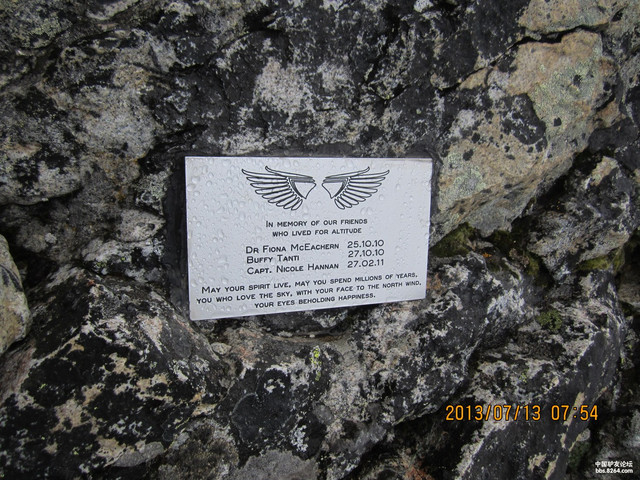 IN MEMORY OF OUR FRIENDS
WHO LIVED FOR ALTITUDE
DR FIONA MCEACHERN 25.10.10
BUFFY TANTI 27.10.10
CAPT. NICOLE HANNAN 27.02.11
MAY YOUR SPIRIT LIVE, MAY YOU SPEND MILLIONS OF YEARS,
YOU WHO LOVE THE SKY, WITH YOUR FACE TO THE NORTH WIND,
YOUR EYES BEHOLDING HAPPINESS.
2013/07/13 07:54
中国驴友论坛
bbs.8264.com